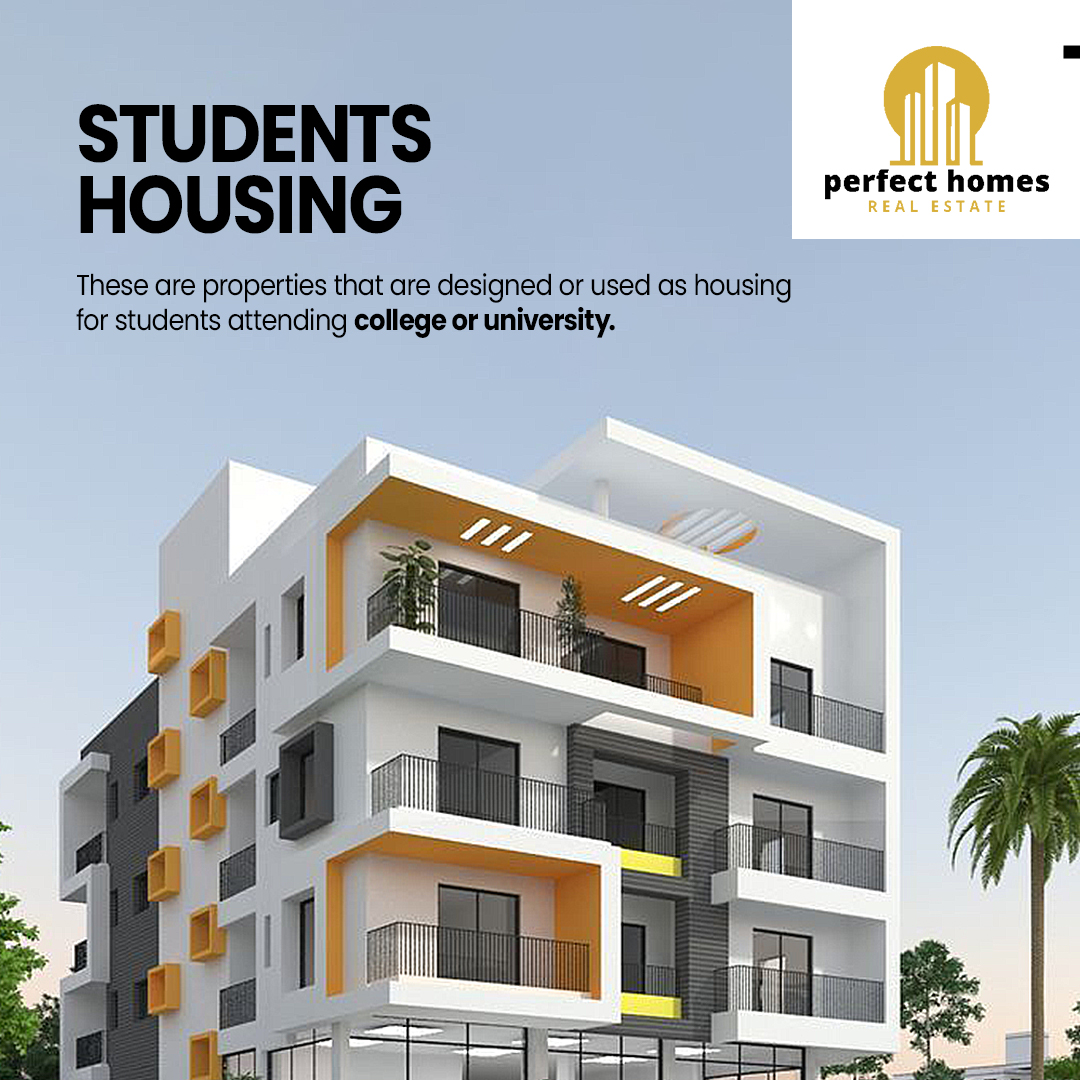 STUDENTS
HOUSING
These are properties that are designed or used as housing
for students attending college or university.
perfect homes
REAL ESTATE